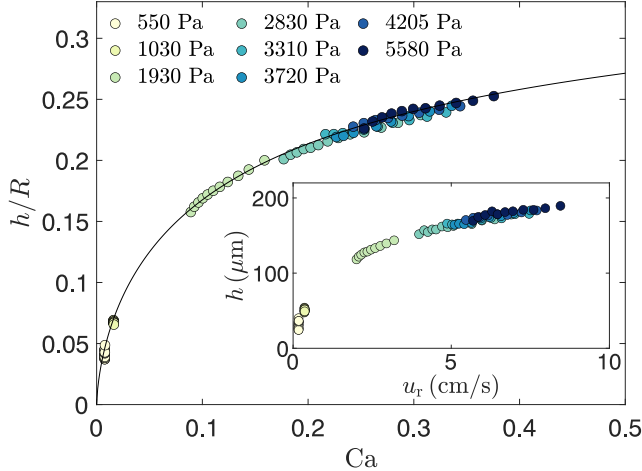 550 Pa 2830 Pa 4205 Pa
1030 Pa 3310 Pa 5580 Pa
1930 Pa 3720 Pa
0.3
0.25
0.2
0.15
0.1
0.05
0
h/R
0 0.1 0.2 0.3 0.4 0.5
Ca
200
100
0
h (μm)
0 5 10
u_r (cm/s)